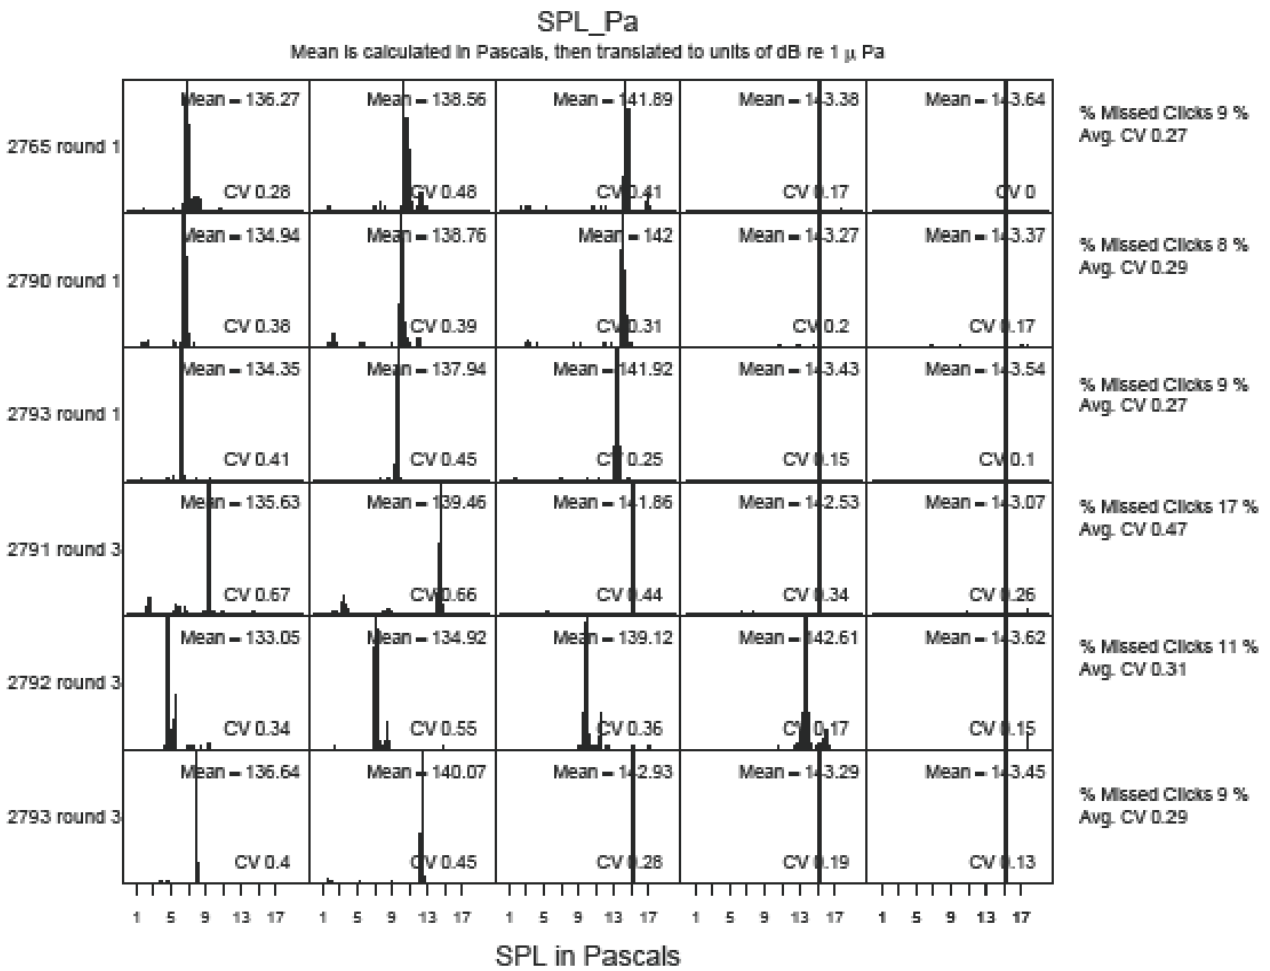 SPL_Pa
Mean is calculated in Pascals, then translated to units of dB re 1 μ Pa
Mean = 136.27 Mean = 138.56 Mean = 141.89 Mean = 143.38 Mean = 143.64
% Missed Clicks 9 %
Avg. CV 0.27
2765 round 1
CV 0.28 CV 0.48 CV 0.41 CV 0.17 CV 0
Mean = 134.94 Mean = 138.76 Mean = 142 Mean = 143.27 Mean = 143.37
% Missed Clicks 8 %
Avg. CV 0.29
2790 round 1
CV 0.38 CV 0.39 CV 0.31 CV 0.2 CV 0.17
Mean = 134.35 Mean = 137.94 Mean = 141.92 Mean = 143.43 Mean = 143.54
% Missed Clicks 9 %
Avg. CV 0.27
2793 round 1
CV 0.41 CV 0.45 CV 0.25 CV 0.15 CV 0.1
Mean = 135.63 Mean = 139.46 Mean = 141.86 Mean = 142.53 Mean = 143.07
% Missed Clicks 17 %
Avg. CV 0.47
2791 round 3
CV 0.67 CV 0.66 CV 0.44 CV 0.34 CV 0.26
Mean = 133.05 Mean = 134.92 Mean = 139.12 Mean = 142.61 Mean = 143.62
% Missed Clicks 11 %
Avg. CV 0.31
2792 round 3
CV 0.34 CV 0.55 CV 0.36 CV 0.17 CV 0.15
Mean = 136.64 Mean = 140.07 Mean = 142.93 Mean = 143.29 Mean = 143.45
% Missed Clicks 9 %
Avg. CV 0.29
2793 round 3
CV 0.4 CV 0.45 CV 0.28 CV 0.19 CV 0.13
1 5 9 13 17 1 5 9 13 17 1 5 9 13 17 1 5 9 13 17 1 5 9 13 17
SPL in Pascals